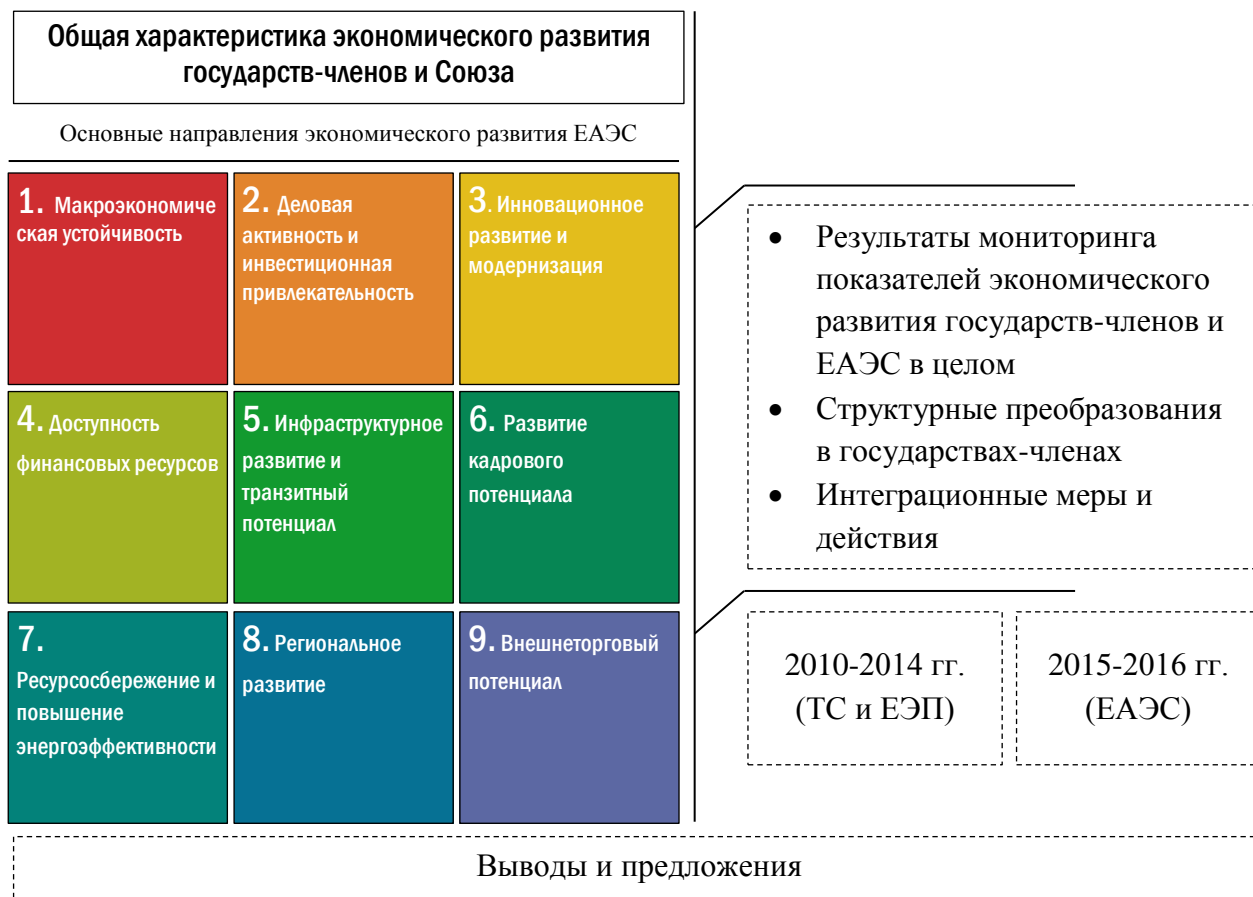 Общая характеристика экономического развития
государств-членов и Союза
Основные направления экономического развития ЕАЭС
1. Макроэкономиче
ская устойчивость
2. Деловая
активность и
инвестиционная
привлекательность
3. Инновационное
развитие и
модернизация
4. Доступность
финансовых ресурсов
5. Инфраструктурное
развитие и
транзитный
потенциал
6. Развитие
кадрового
потенциала
7.
Ресурсосбережение и
повышение
энергоэффективности
8. Региональное
развитие
9. Внешнеторговый
потенциал
• Результаты мониторинга
показателей экономического
развития государств-членов и
ЕАЭС в целом
• Структурные преобразования
в государствах-членах
• Интеграционные меры и
действия
2010-2014 гг.
(ТС и ЕЭП)
2015-2016 гг.
(ЕАЭС)
Выводы и предложения